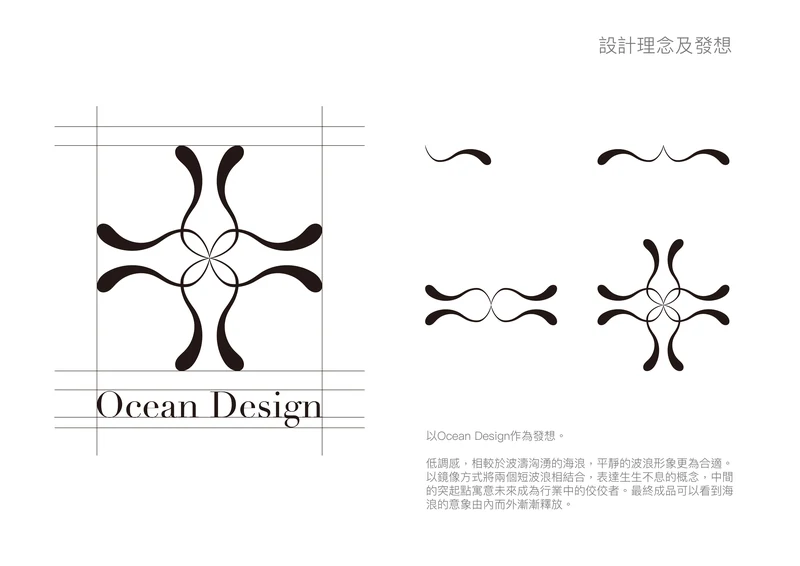 設計理念及發想
Ocean Design
以Ocean Design作為發想。
低調感，相較於波濤洶湧的海浪，平靜的波浪形象更為合適。
以鏡像方式將兩個短波浪相結合，表達生生不息的概念，中間
的突起點寓意未來成為行業中的佼佼者。最終成品可以看到海
浪的意象由內而外漸漸釋放。